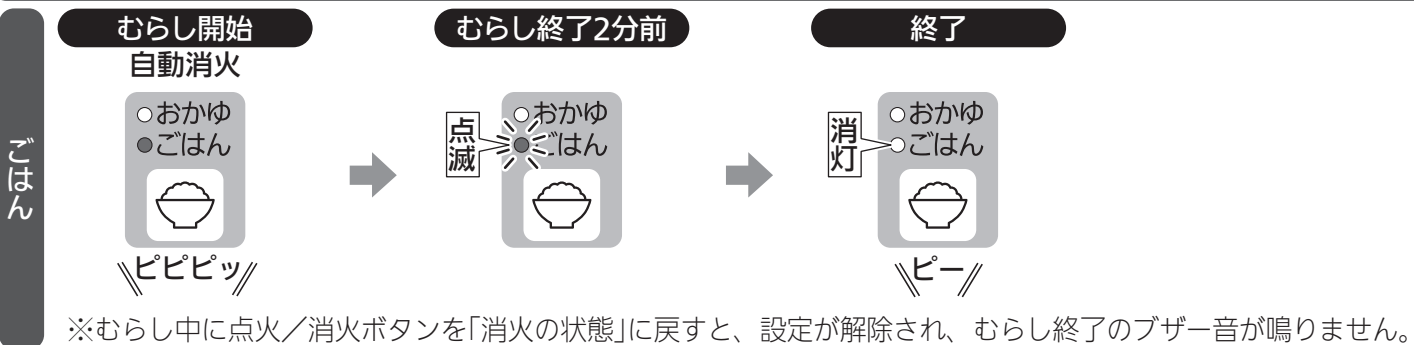 ごはん
むらし開始
自動消火
おかゆ
ごはん
ピピピッ
むらし終了2分前
点滅
おかゆ
ごはん
終了
消灯
おかゆ
ごはん
ピー
※むらし中に点火／消火ボタンを｢消火の状態｣に戻すと、設定が解除され、むらし終了のブザー音が鳴りません。